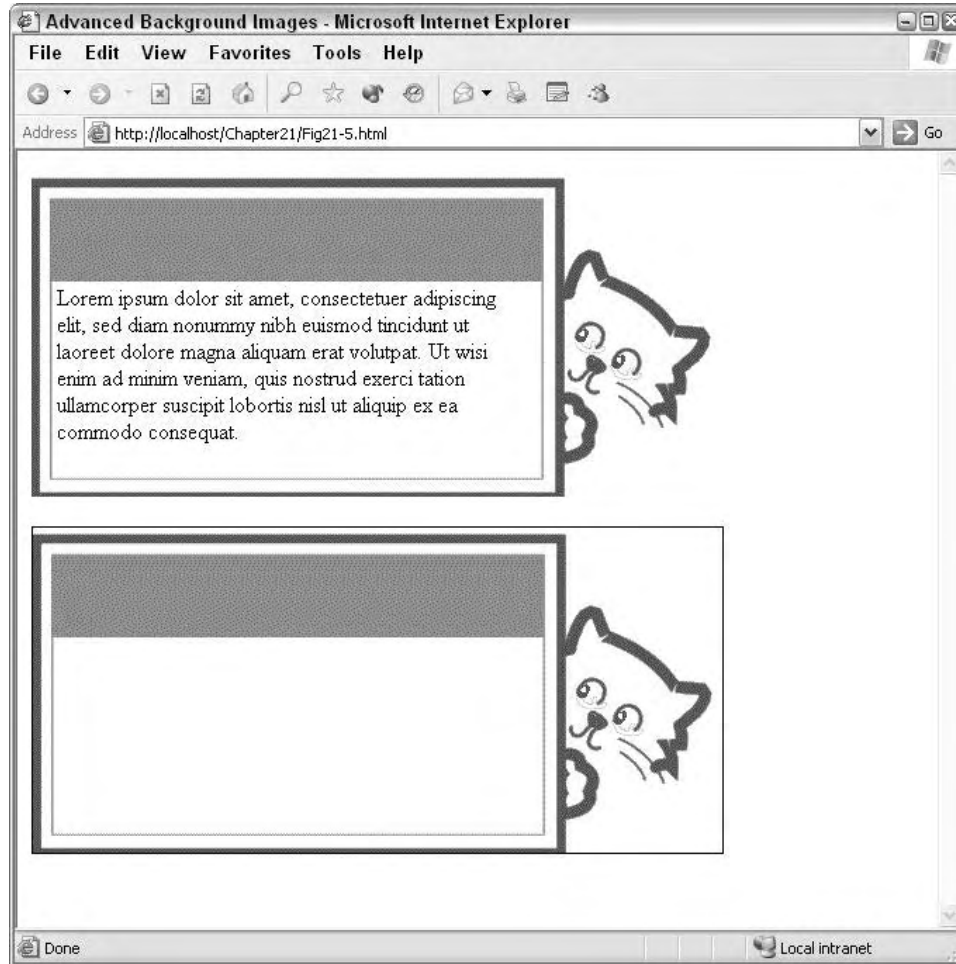 Advanced Background Images - Microsoft Internet Explorer
File Edit View Favorites Tools Help
Address http://localhost/Chapter21/Fig21-5.html Go
Lorem ipsum dolor sit amet, consectetuer adipiscing
elit, sed diam nonummy nibh euismod tincidunt ut
laoreet dolore magna aliquam erat volutpat. Ut wisi
enim ad minim veniam, quis nostrud exerci tation
ullamcorper suscipit lobortis nisl ut aliquip ex ea
commodo consequat.
Done Local intranet